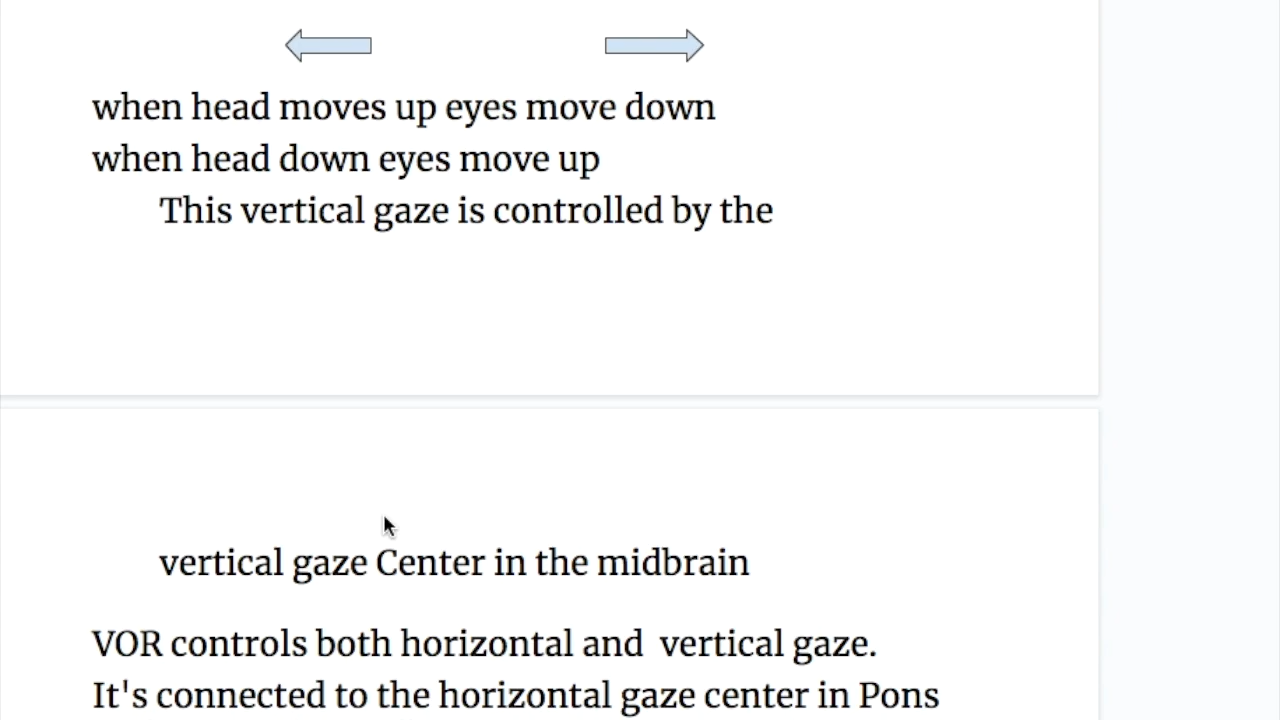 when head moves up eyes move down
when head down eyes move up
This vertical gaze is controlled by the
vertical gaze Center in the midbrain
VOR controls both horizontal and  vertical gaze.
It's connected to the horizontal gaze center in Pons